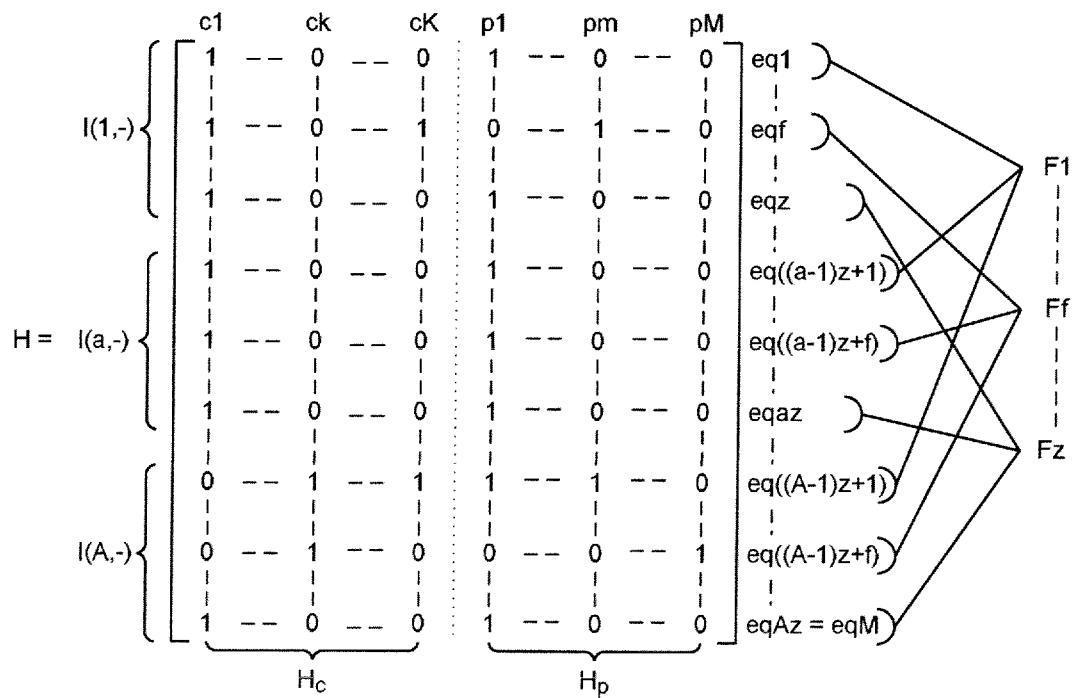 c1 ck cK p1 pm pM
1 -- 0 -- 0 1 -- 0 -- 0 eq1
I(1,-) 1 -- 0 -- 1 0 -- 1 -- 0 eqf
F1
1 -- 0 -- 0 1 -- 0 -- 0 eqz
1 -- 0 -- 0 1 -- 0 -- 0 eq((a-1)z+1)
Ff
H = I(a,-) 1 -- 0 -- 0 1 -- 0 -- 0 eq((a-1)z+f)
1 -- 0 -- 0 1 -- 0 -- 0 eqaz
Fz
0 -- 1 -- 1 1 -- 1 -- 0 eq((A-1)z+1)
I(A,-) 0 -- 1 -- 0 0 -- 0 -- 1 eq((A-1)z+f)
1 -- 0 -- 0 1 -- 0 -- 0 eqAz = eqM
Hc Hp